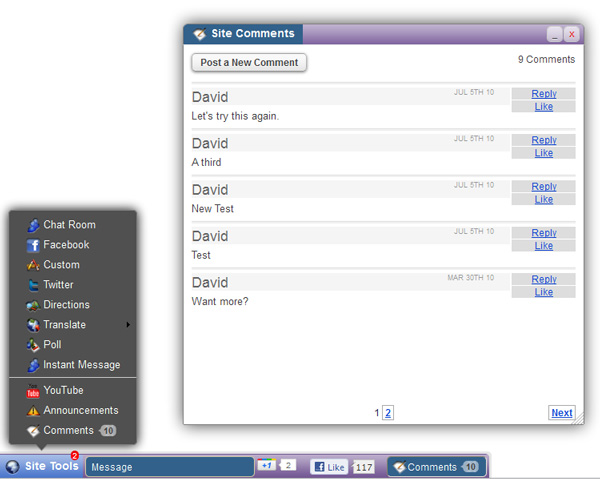 Site Comments
_ x
Post a New Comment
9 Comments
David
JUL 5TH 10
Reply
Let's try this again.
Like
David
JUL 5TH 10
Reply
A third
Like
David
JUL 5TH 10
Reply
New Test
Like
David
JUL 5TH 10
Reply
Test
Like
David
MAR 30TH 10
Reply
Want more?
Like
1 2
Next
Chat Room
Facebook
Custom
Twitter
Directions
Translate
Poll
Instant Message
You Tube
YouTube
Announcements
Comments 10
Site Tools 2
Message
+1 2
f Like 117
Comments 10